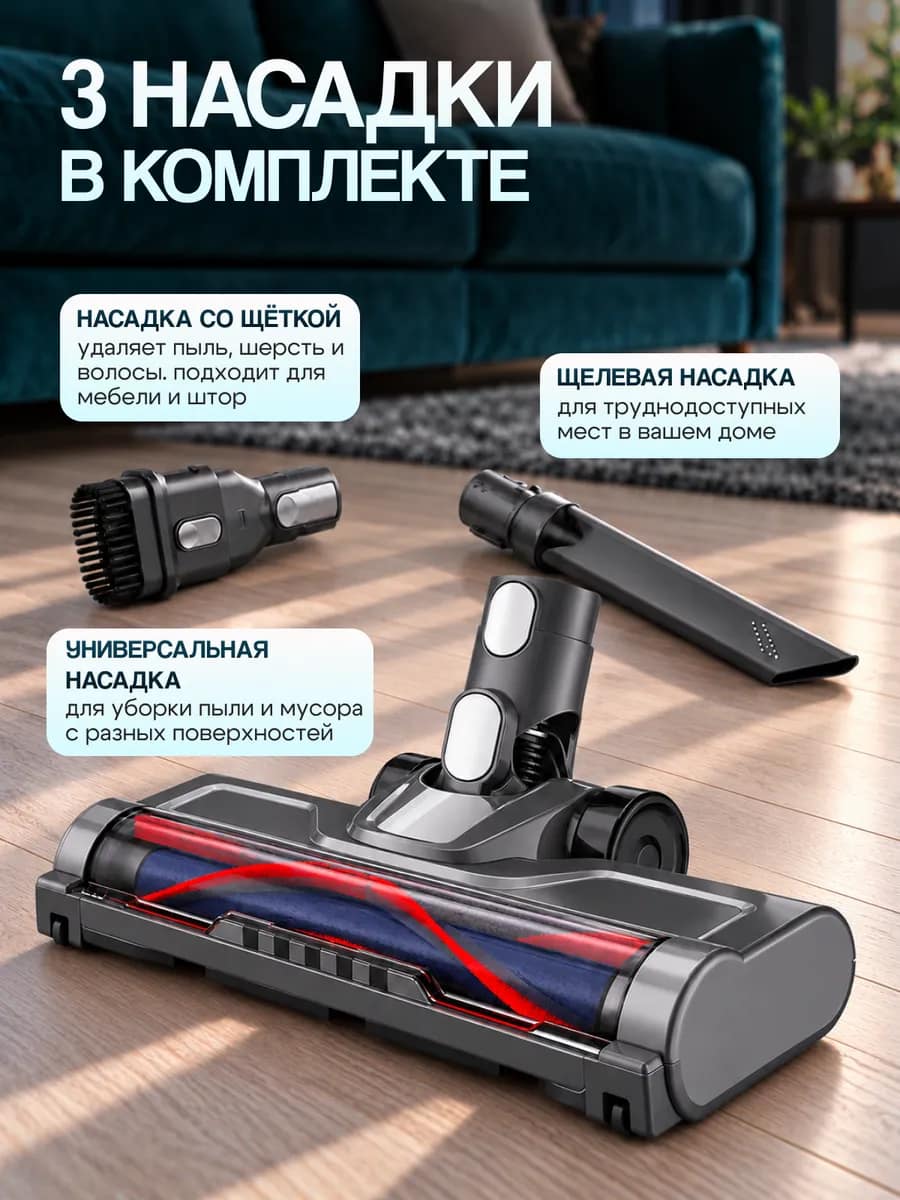 3 НАСАДКИ
В КОМПЛЕКТЕ
НАСАДКА СО ЩЁТКОЙ
удаляет пыль, шерсть и
волосы. подходит для
мебели и штор
ЩЕЛЕВАЯ НАСАДКА
для труднодоступных
мест в вашем доме
УНИВЕРСАЛЬНАЯ
НАСАДКА
для уборки пыли и мусора
с разных поверхностей